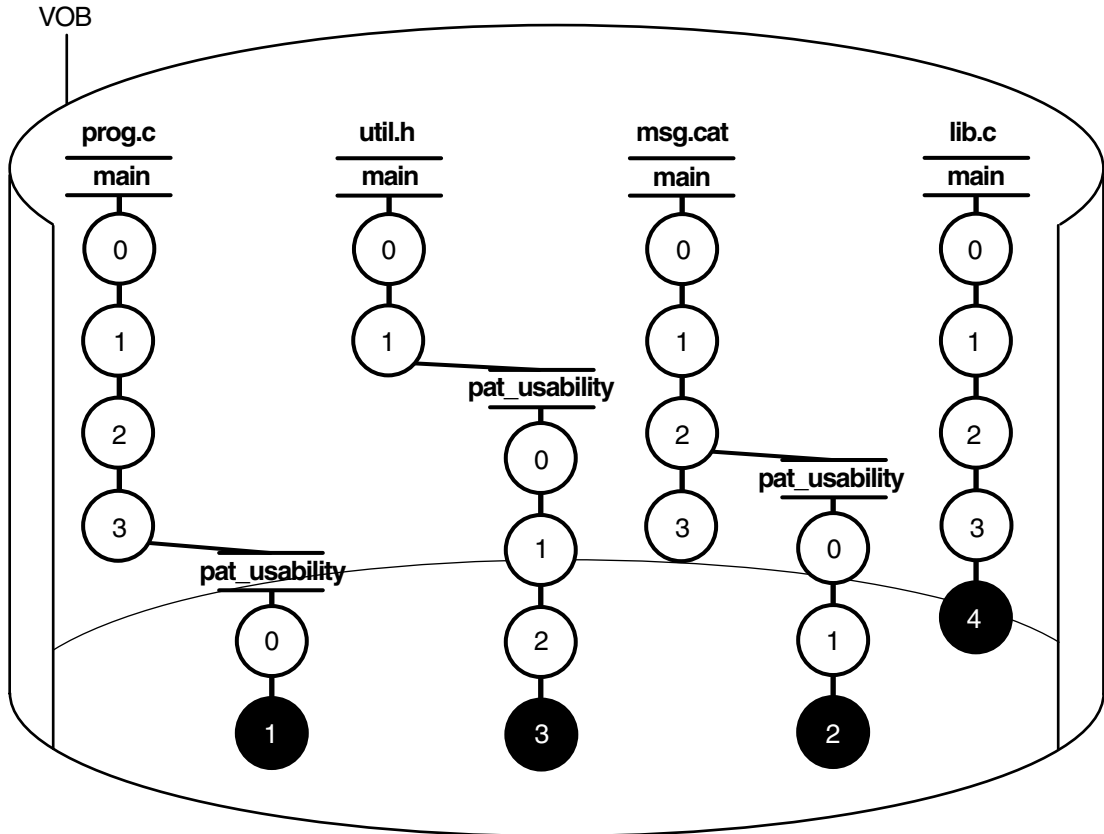 VOB
prog.c util.h msg.cat lib.c
main main main main
0 0 0 0
1 1 1 1
pat_usability
2 2 2
0
pat_usability
3 3 3
1 0
pat_usability
4
0 2 1
1 3 2